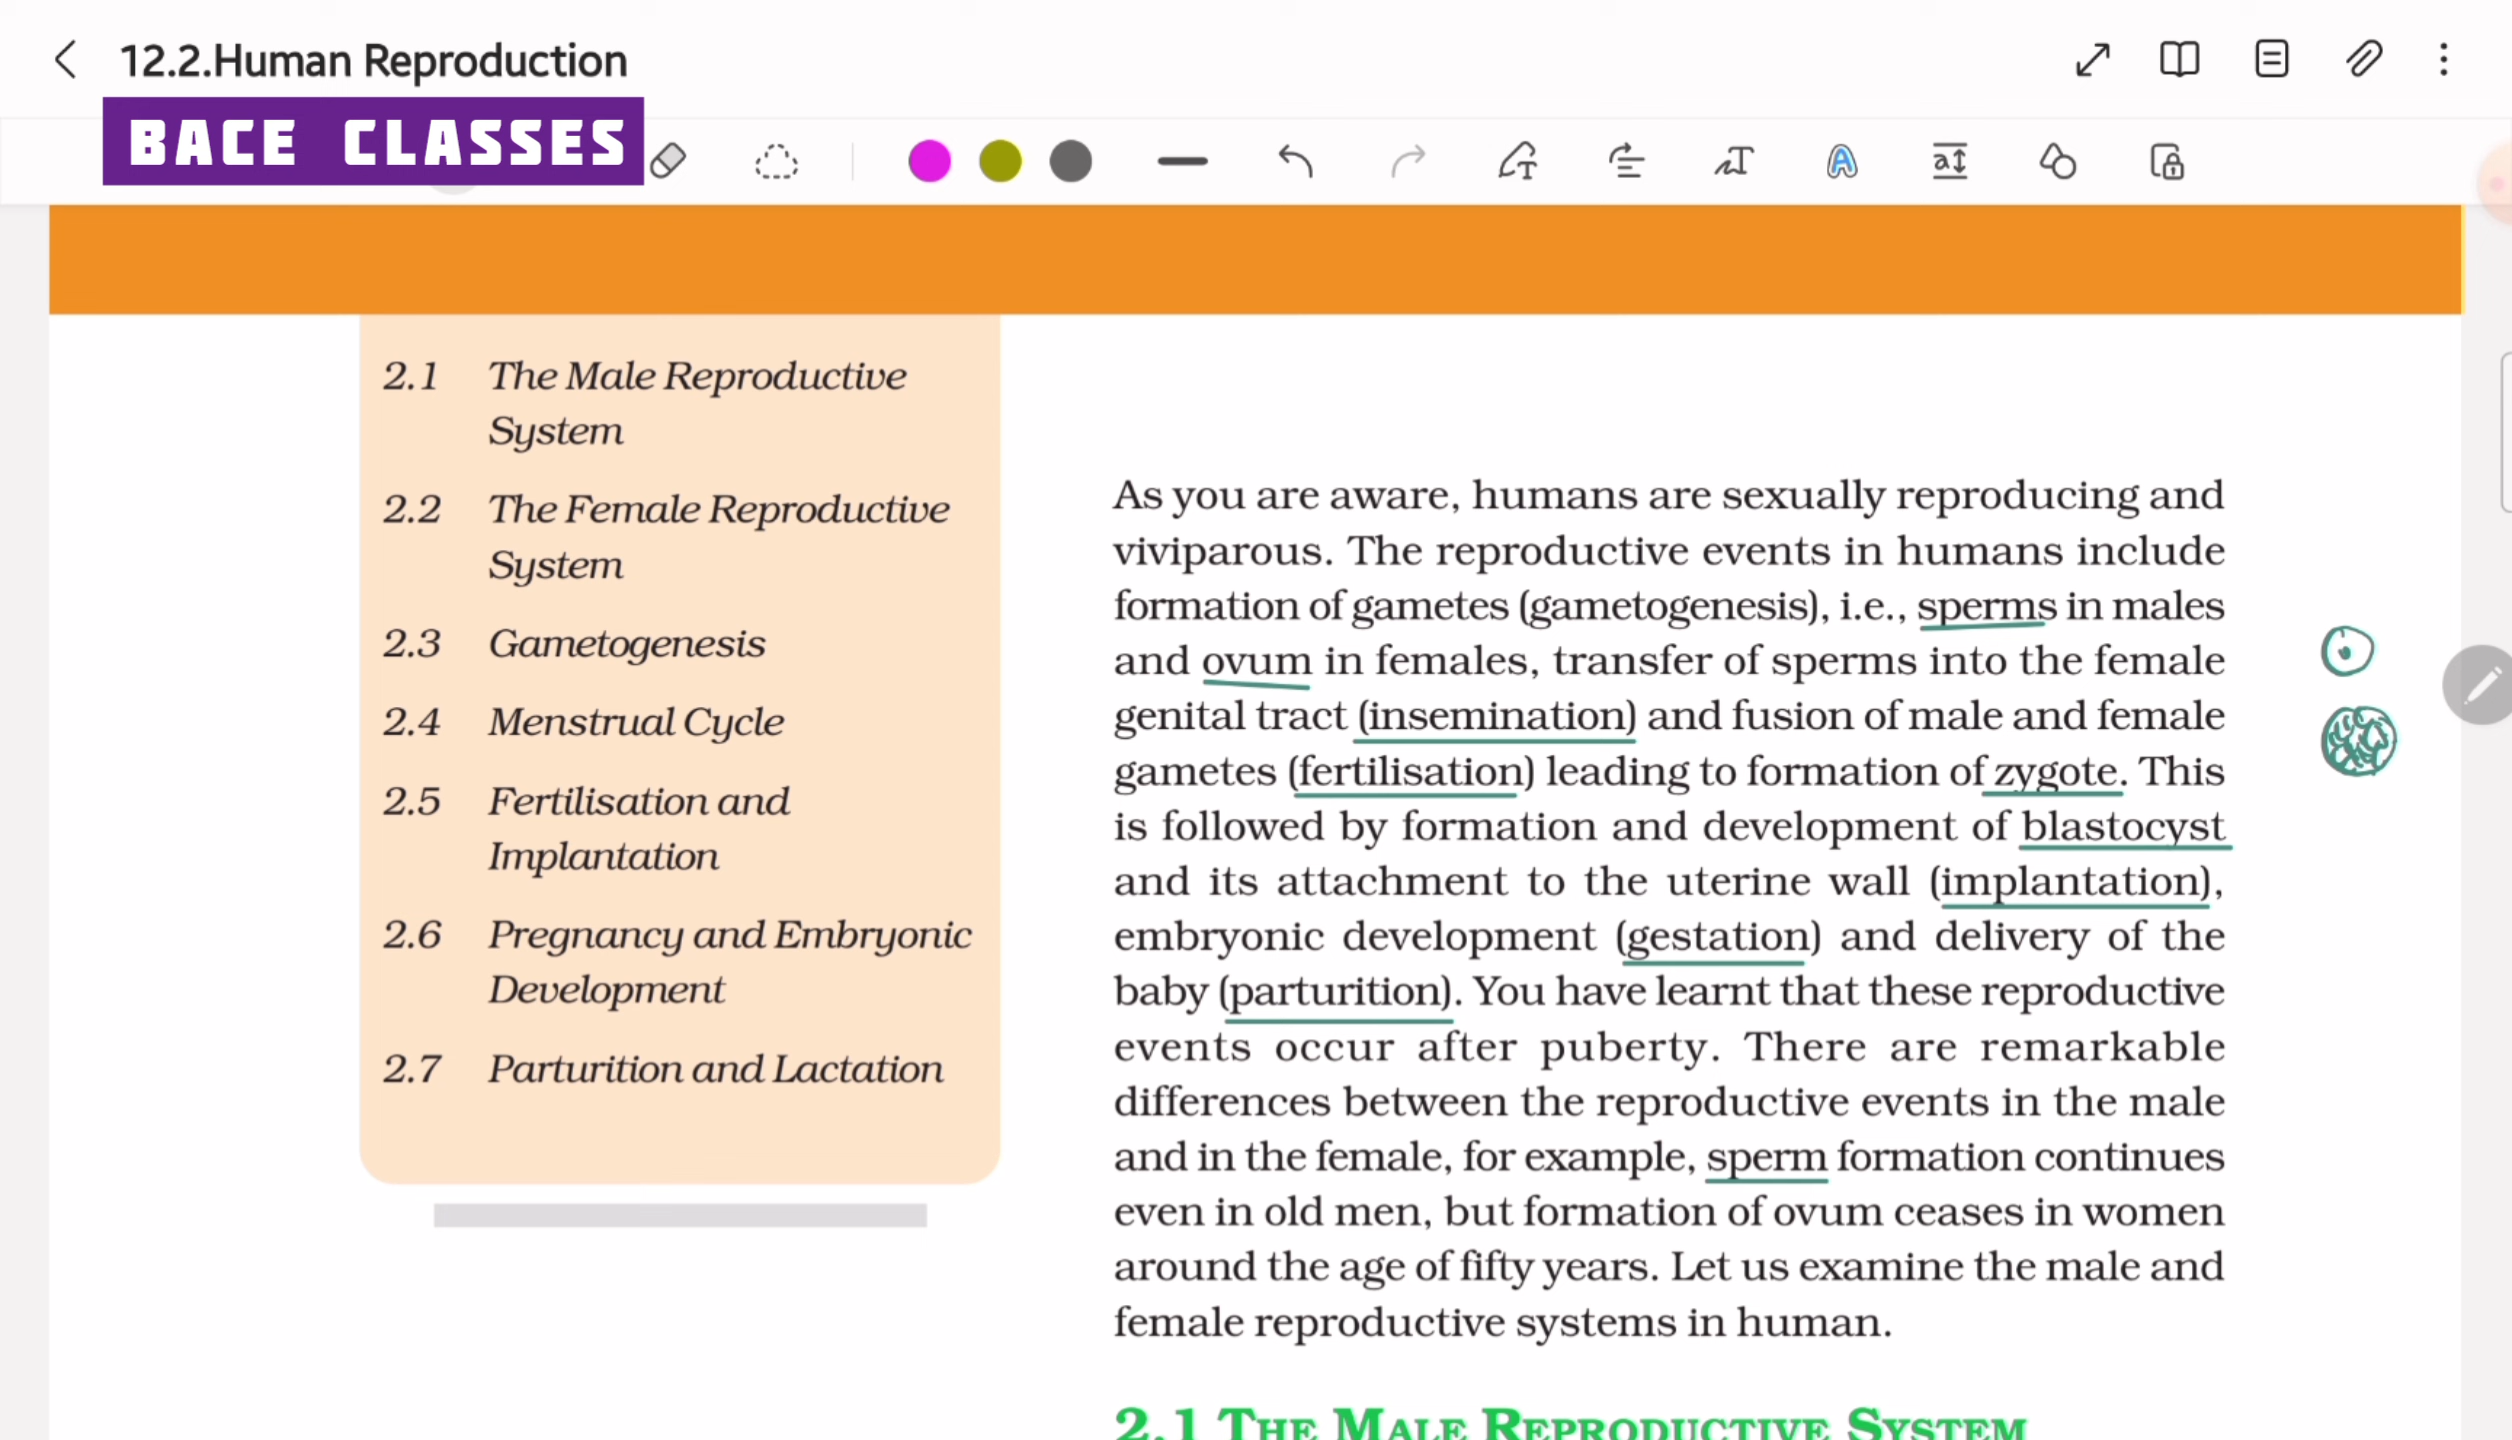 12.2.Human Reproduction
BACE CLASSES
2.1 The Male Reproductive
System
2.2 The Female Reproductive
System
2.3 Gametogenesis
2.4 Menstrual Cycle
2.5 Fertilisation and
Implantation
2.6 Pregnancy and Embryonic
Development
2.7 Parturition and Lactation
As you are aware, humans are sexually reproducing and
viviparous. The reproductive events in humans include
formation of gametes (gametogenesis), i.e., sperms in males
and ovum in females, transfer of sperms into the female
genital tract (insemination) and fusion of male and female
gametes (fertilisation) leading to formation of zygote. This
is followed by formation and development of blastocyst
and its attachment to the uterine wall (implantation),
embryonic development (gestation) and delivery of the
baby (parturition). You have learnt that these reproductive
events occur after puberty. There are remarkable
differences between the reproductive events in the male
and in the female, for example, sperm formation continues
even in old men, but formation of ovum ceases in women
around the age of fifty years. Let us examine the male and
female reproductive systems in human.
2.1 THE MALE REPRODUCTIVE SYSTEM